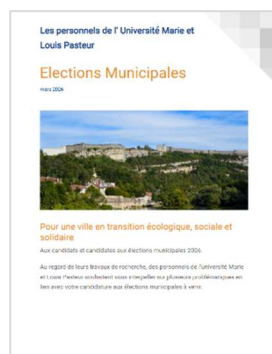 Les personnels de l' Université Marie et
Louis Pasteur
Elections Municipales
mars 2026
Pour une ville en transition écologique, sociale et
solidaire
Aux candidats et candidates aux élections municipales 2026.
Au regard de leurs travaux de recherche, des personnels de l'université Marie
et Louis Pasteur souhaitent vous interpeller sur plusieurs problématiques en
lien avec votre candidature aux élections municipales à venir.